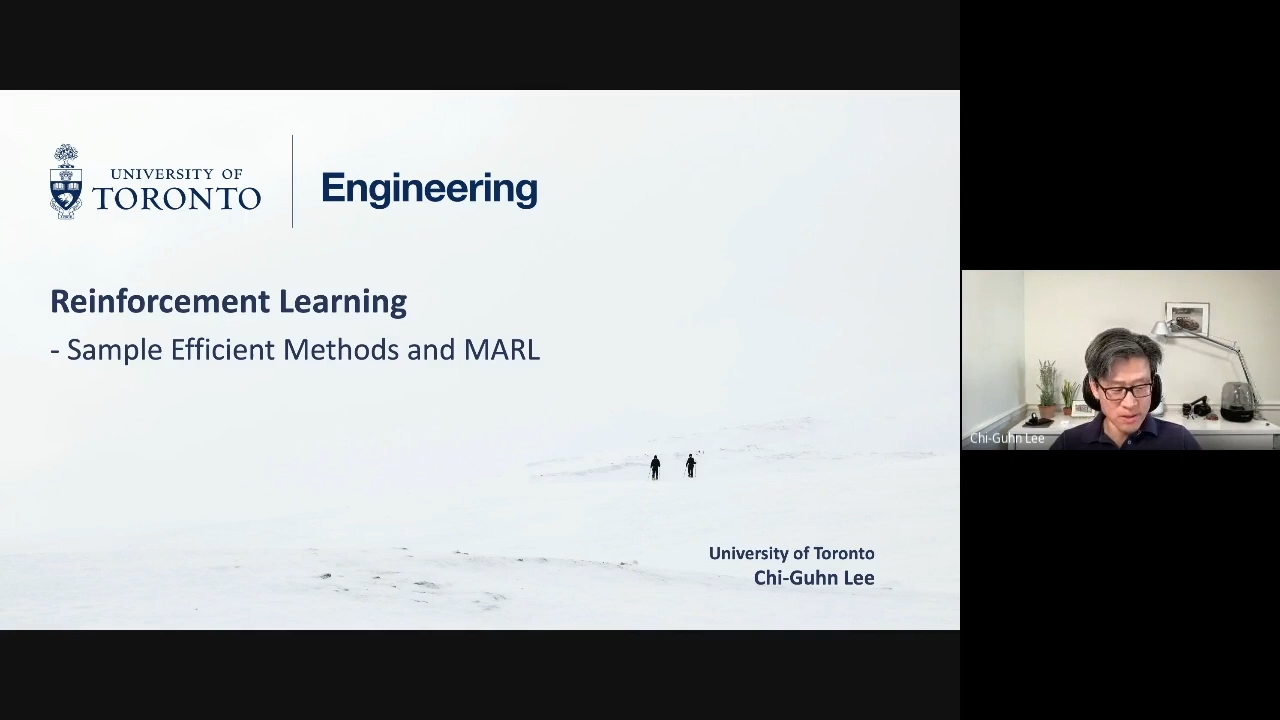 UNIVERSITY OF
TORONTO
Engineering
Reinforcement Learning
- Sample Efficient Methods and MARL
University of Toronto
Chi-Guhn Lee
Chi-Guhn Lee